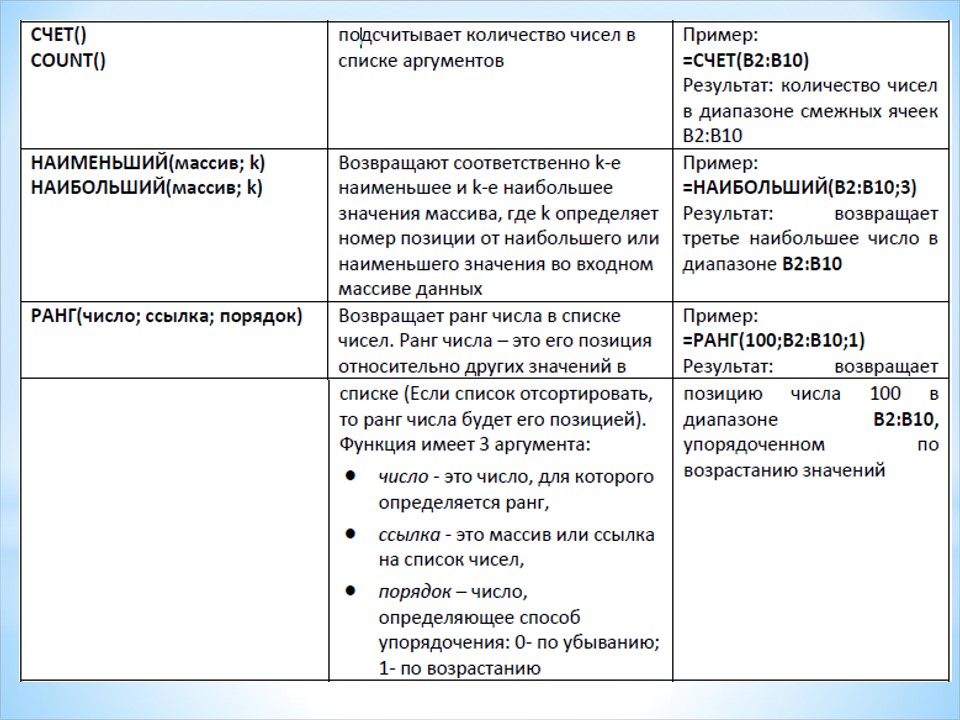 СЧЕТ()
COUNT()
подсчитывает количество чисел в
списке аргументов
Пример:
=СЧЕТ(B2:B10)
Результат: количество чисел
в диапазоне смежных ячеек
B2:B10
НАИМЕНЬШИЙ(массив; k)
НАИБОЛЬШИЙ(массив; k)
Возвращают соответственно k-е
наименьшее и k-е наибольшее
значения массива, где k определяет
номер позиции от наибольшего или
наименьшего значения во входном
массиве данных
Пример:
=НАИБОЛЬШИЙ(B2:B10;3)
Результат: возвращает
третье наибольшее число в
диапазоне B2:B10
РАНГ(число; ссылка; порядок)
Возвращает ранг числа в списке
чисел. Ранг числа – это его позиция
относительно других значений в
Пример:
=РАНГ(100;B2:B10;1)
Результат: возвращает
списке (Если список отсортировать,
то ранг числа будет его позицией).
Функция имеет 3 аргумента:
● число - это число, для которого
определяется ранг,
● ссылка - это массив или ссылка
на список чисел,
● порядок – число,
определяющее способ
упорядочения: 0- по убыванию;
1- по возрастанию
позицию числа 100 в
диапазоне B2:B10,
упорядоченном по
возрастанию значений